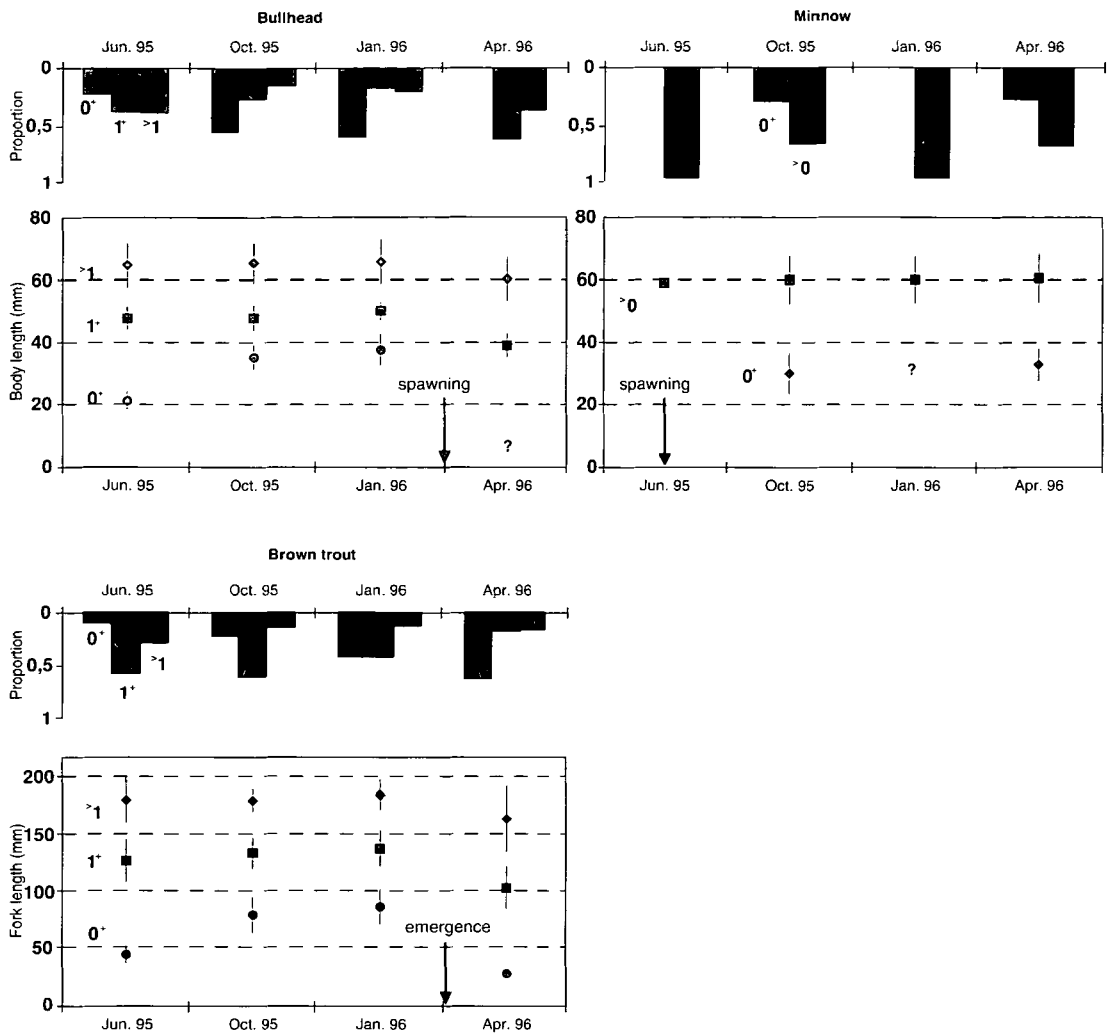 Bullhead
Jun. 95 Oct. 95 Jan. 96 Apr. 96
0
0,5
1
Proportion
0+
1+ >1
80
60
40
20
0
Body length (mm)
>1
1+
0+
spawning
?
Jun. 95 Oct. 95 Jan. 96 Apr. 96
Minnow
Jun. 95 Oct. 95 Jan. 96 Apr. 96
0
0,5
1
0+
>0
80
60
40
20
0
>0
0+
?
spawning
Jun. 95 Oct. 95 Jan. 96 Apr. 96
Brown trout
Jun. 95 Oct. 95 Jan. 96 Apr. 96
0
0,5
1
Proportion
0+
>1
1+
200
150
100
50
0
Fork length (mm)
>1
1+
0+
emergence
Jun. 95 Oct. 95 Jan. 96 Apr. 96